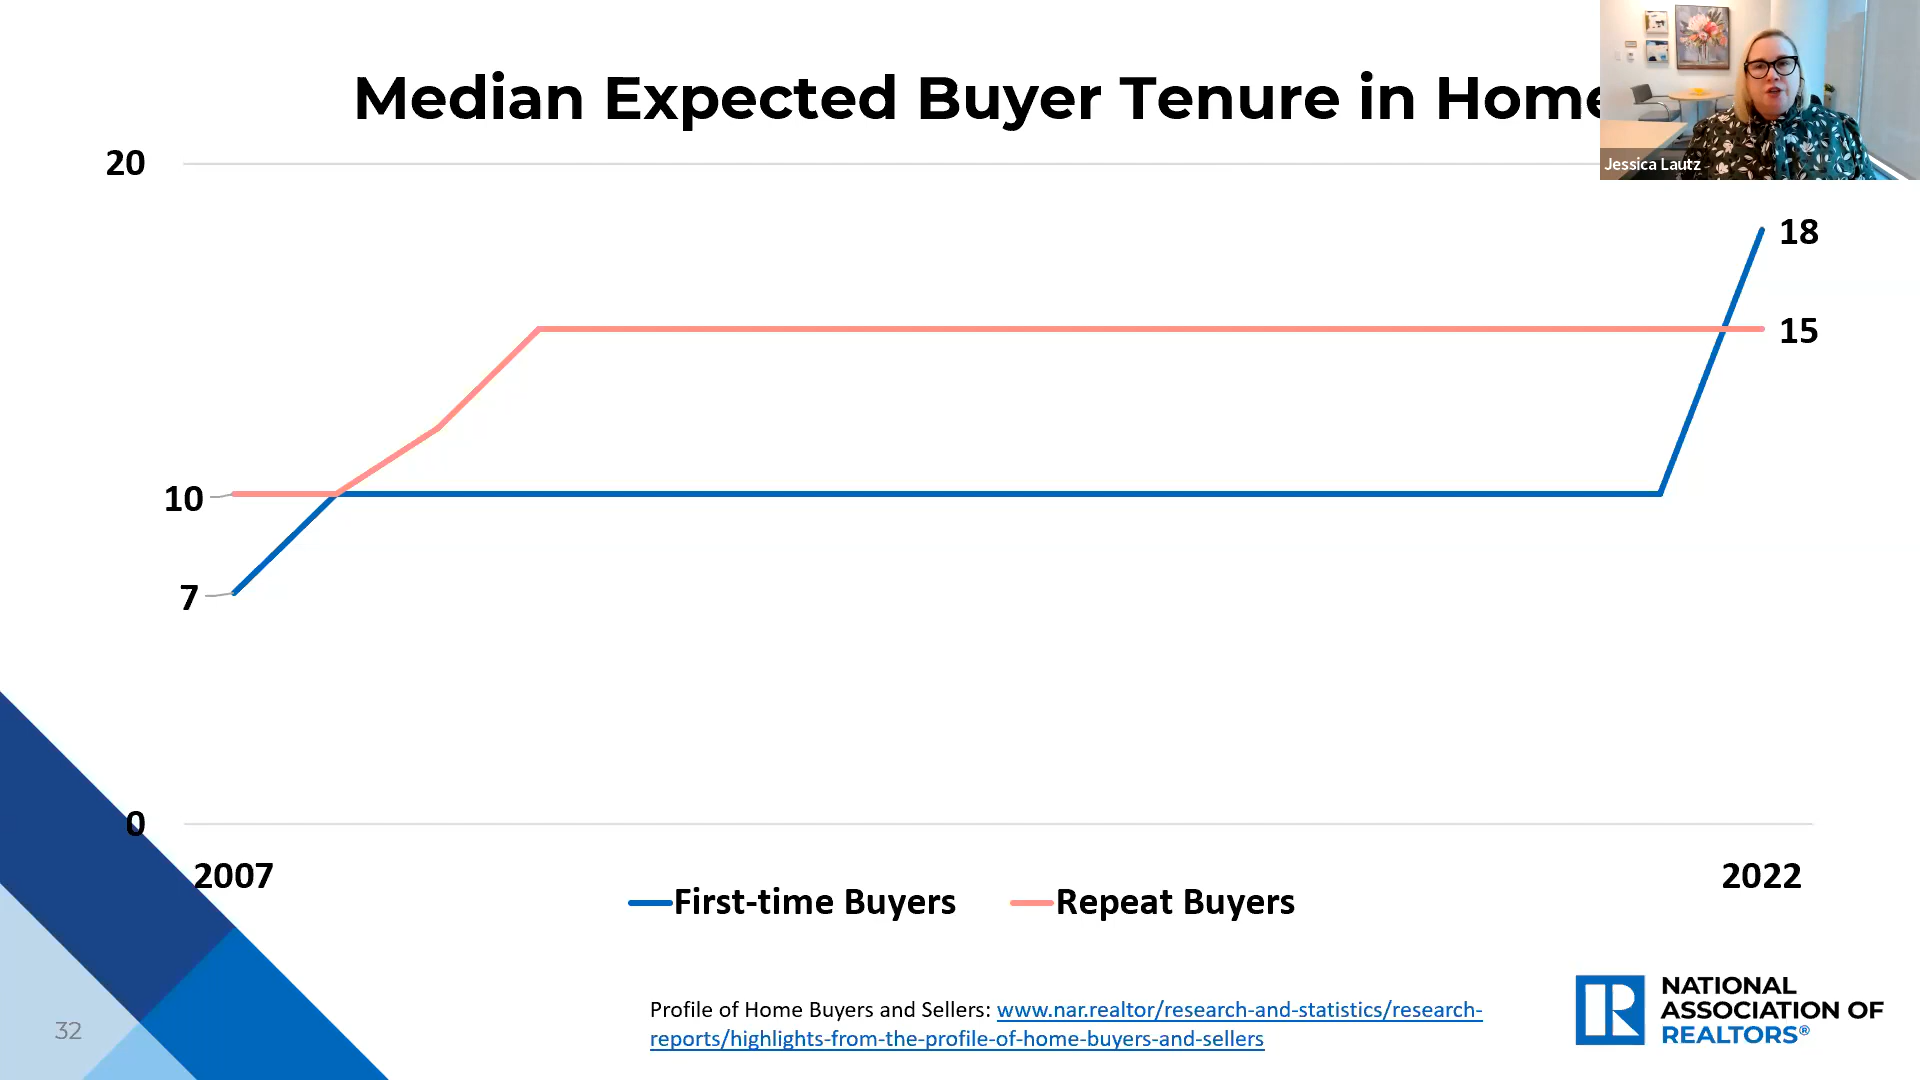 Median Expected Buyer Tenure in Home
Jessica Lautz
20
18
15
10
7
0
2007
2022
First-time Buyers
Repeat Buyers
Profile of Home Buyers and Sellers: www.nar.realtor/research-and-statistics/research-
reports/highlights-from-the-profile-of-home-buyers-and-sellers
32
NATIONAL
ASSOCIATION OF
REALTORS®